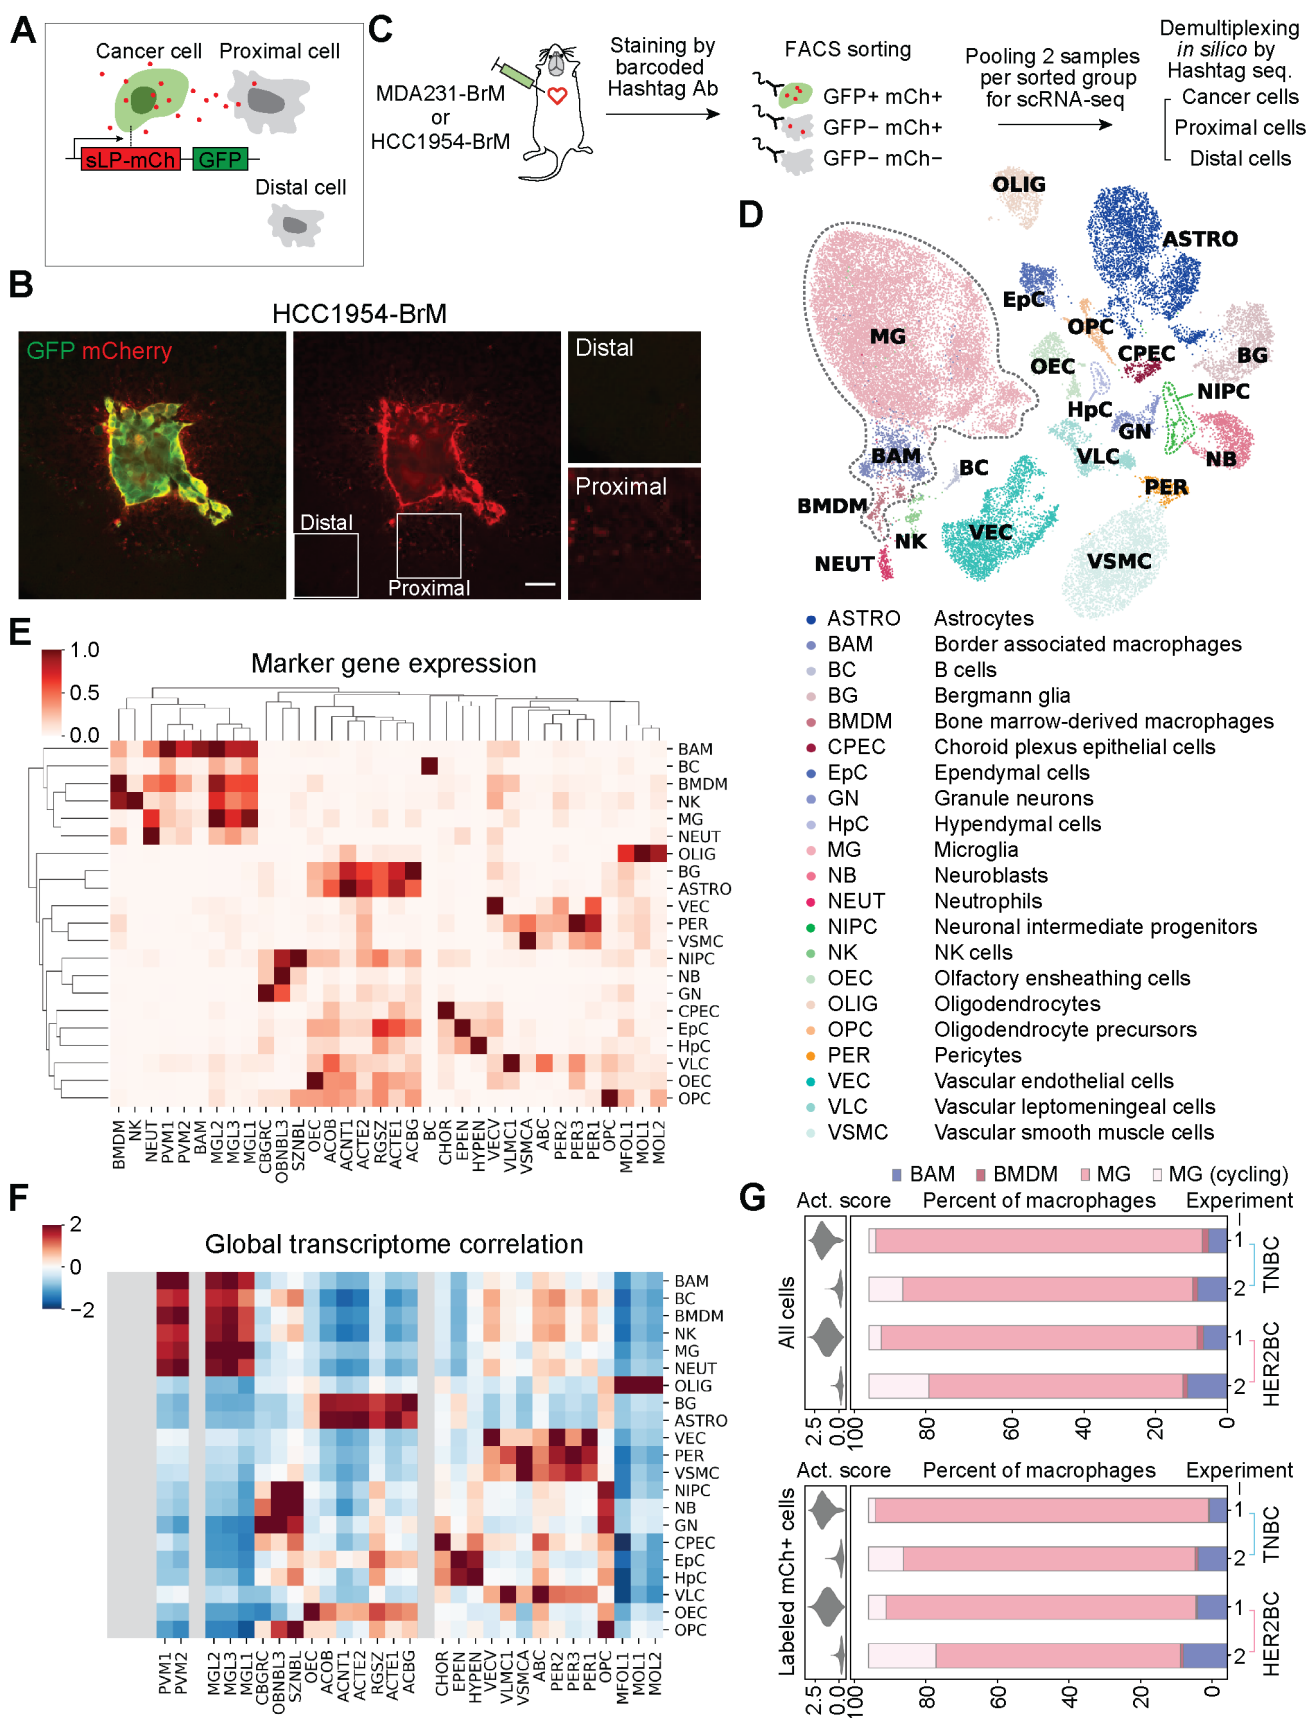 A
Cancer cell
Proximal cell
sLP-mCh
GFP
Distal cell
B
HCC1954-BrM
GFP mCherry
Distal
Proximal
Distal
Proximal
C
MDA231-BrM
or
HCC1954-BrM
Staining by
barcoded
Hashtag Ab
FACS sorting
GFP+ mCh+
GFP− mCh+
GFP− mCh−
Pooling 2 samples
per sorted group
for scRNA-seq
Demultiplexing
in silico by
Hashtag seq.
Cancer cells
Proximal cells
Distal cells
D
OLIG
ASTRO
EpC
MG
OPC
CPEC
BG
OEC
NIPC
HpC
GN
BAM
BC
VLC
NB
PER
BMDM
NK
VEC
NEUT
VSMC
ASTRO Astrocytes
BAM Border associated macrophages
BC B cells
BG Bergmann glia
BMDM Bone marrow-derived macrophages
CPEC Choroid plexus epithelial cells
EpC Ependymal cells
GN Granule neurons
HpC Hypendymal cells
MG Microglia
NB Neuroblasts
NEUT Neutrophils
NIPC Neuronal intermediate progenitors
NK NK cells
OEC Olfactory ensheathing cells
OLIG Oligodendrocytes
OPC Oligodendrocyte precursors
PER Pericytes
VEC Vascular endothelial cells
VLC Vascular leptomeningeal cells
VSMC Vascular smooth muscle cells
E
1.0
0.5
0.0
Marker gene expression
BAM
BC
BMDM
NK
MG
NEUT
OLIG
BG
ASTRO
VEC
PER
VSMC
NIPC
NB
GN
CPEC
EpC
HpC
VLC
OEC
OPC
BMDM
NK
NEUT
PVM1
PVM2
BAM
MGL2
MGL3
MGL1
CBGRC
OBNBL3
SZNBL
OEC
ACOB
ACNT1
ACTE2
RGSZ
ACTE1
ACBG
BC
CHOR
EPEN
HYPEN
VECV
VLMC1
VSMCA
ABC
PER2
PER3
PER1
OPC
MFOL1
MOL1
MOL2
F
2
0
−2
Global transcriptome correlation
BAM
BC
BMDM
NK
MG
NEUT
OLIG
BG
ASTRO
VEC
PER
VSMC
NIPC
NB
GN
CPEC
EpC
HpC
VLC
OEC
OPC
PVM1
PVM2
MGL2
MGL3
MGL1
CBGRC
OBNBL3
SZNBL
OEC
ACOB
ACNT1
ACTE2
RGSZ
ACTE1
ACBG
CHOR
EPEN
HYPEN
VECV
VLMC1
VSMCA
ABC
PER2
PER3
PER1
OPC
MFOL1
MOL1
MOL2
G
BAM BMDM MG MG (cycling)
Act. score Percent of macrophages Experiment
All cells
1
2
TNBC
1
2
HER2BC
2.5 0.0 100 80 60 40 20 0
Act. score Percent of macrophages Experiment
Labeled mCh+ cells
1
2
TNBC
1
2
HER2BC
2.5 0.0 100 80 60 40 20 0